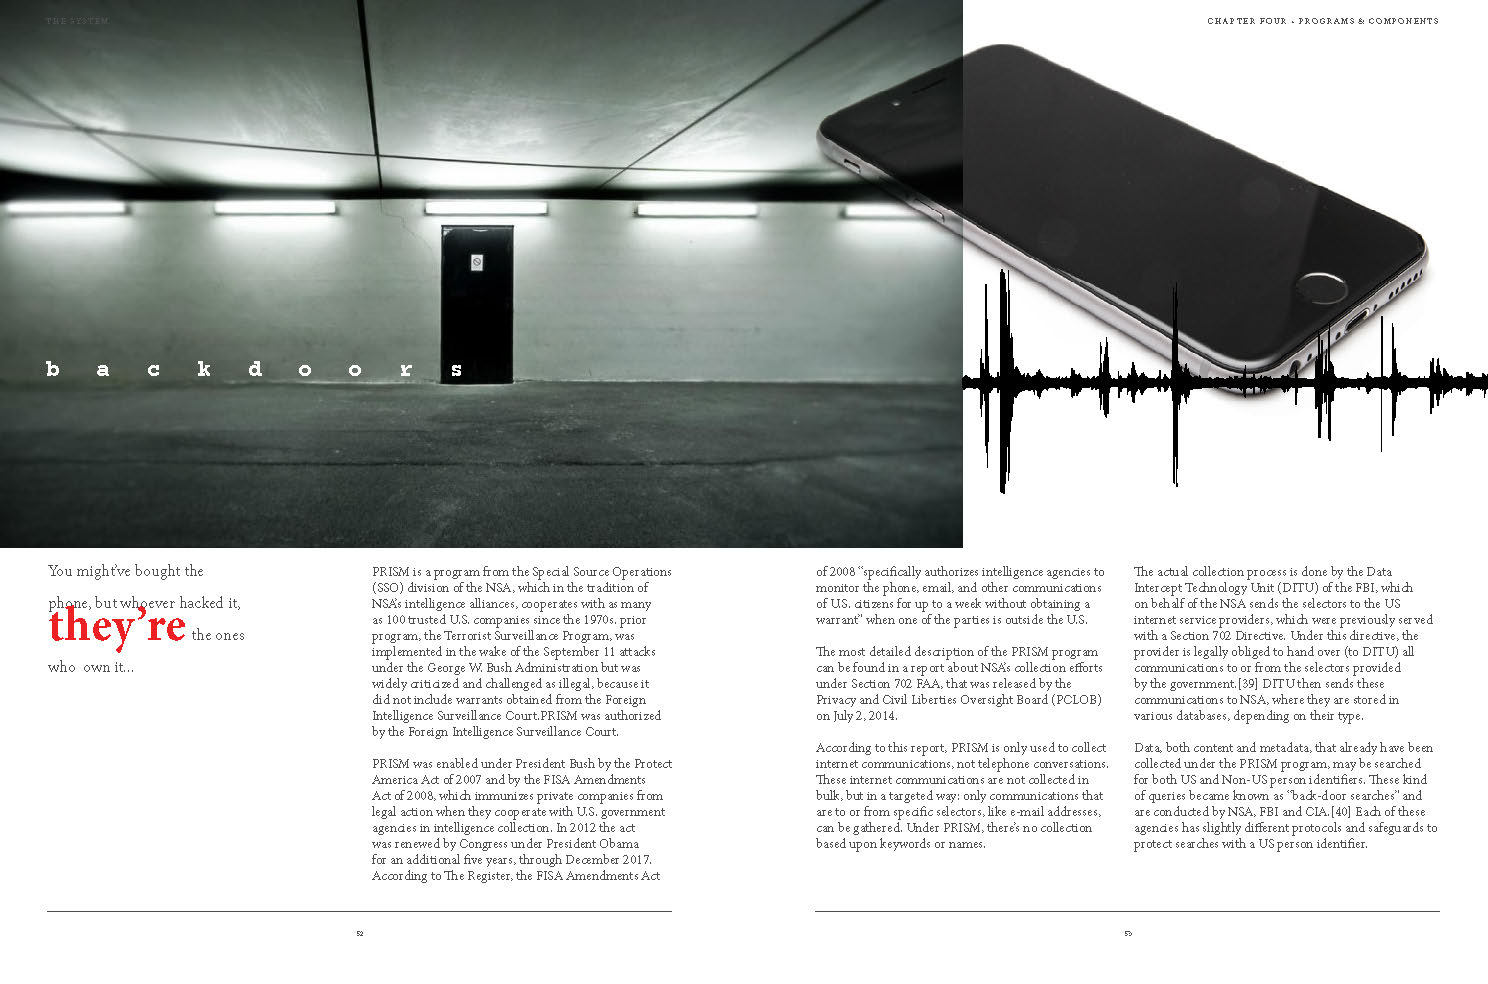 THE SYSTEM
CHAPTER FOUR - PROGRAMS & COMPONENTS
backdoors
You might've bought the
phone, but whoever hacked it,
they're the ones
who own it...
PRISM is a program from the Special Source Operations
(SSO) division of the NSA, which in the tradition of
NSA's intelligence alliances, cooperates with as many
as 100 trusted U.S. companies since the 1970s. prior
program, the Terrorist Surveillance Program, was
implemented in the wake of the September 11 attacks
under the George W. Bush Administration but was
widely criticized and challenged as illegal, because it
did not include warrants obtained from the Foreign
Intelligence Surveillance Court.PRISM was authorized
by the Foreign Intelligence Surveillance Court.
PRISM was enabled under President Bush by the Protect
America Act of 2007 and by the FISA Amendments
Act of 2008, which immunizes private companies from
legal action when they cooperate with U.S. government
agencies in intelligence collection. In 2012 the act
was renewed by Congress under President Obama
for an additional five years, through December 2017.
According to The Register, the FISA Amendments Act
of 2008 "specifically authorizes intelligence agencies to
monitor the phone, email, and other communications
of U.S. citizens for up to a week without obtaining a
warrant" when one of the parties is outside the U.S.
The most detailed description of the PRISM program
can be found in a report about NSA's collection efforts
under Section 702 FAA, that was released by the
Privacy and Civil Liberties Oversight Board (PCLOB)
on July 2, 2014.
According to this report, PRISM is only used to collect
internet communications, not telephone conversations.
These internet communications are not collected in
bulk, but in a targeted way: only communications that
are to or from specific selectors, like e-mail addresses,
can be gathered. Under PRISM, there's no collection
based upon keywords or names.
The actual collection process is done by the Data
Intercept Technology Unit (DITU) of the FBI, which
on behalf of the NSA sends the selectors to the US
internet service providers, which were previously served
with a Section 702 Directive. Under this directive, the
provider is legally obliged to hand over (to DITU) all
communications to or from the selectors provided
by the government.[39] DITU then sends these
communications to NSA, where they are stored in
various databases, depending on their type.
Data, both content and metadata, that already have been
collected under the PRISM program, may be searched
for both US and Non-US person identifiers. These kind
of queries became known as "back-door searches" and
are conducted by NSA, FBI and CIA.[40] Each of these
agencies has slightly different protocols and safeguards to
protect searches with a US person identifier.
52